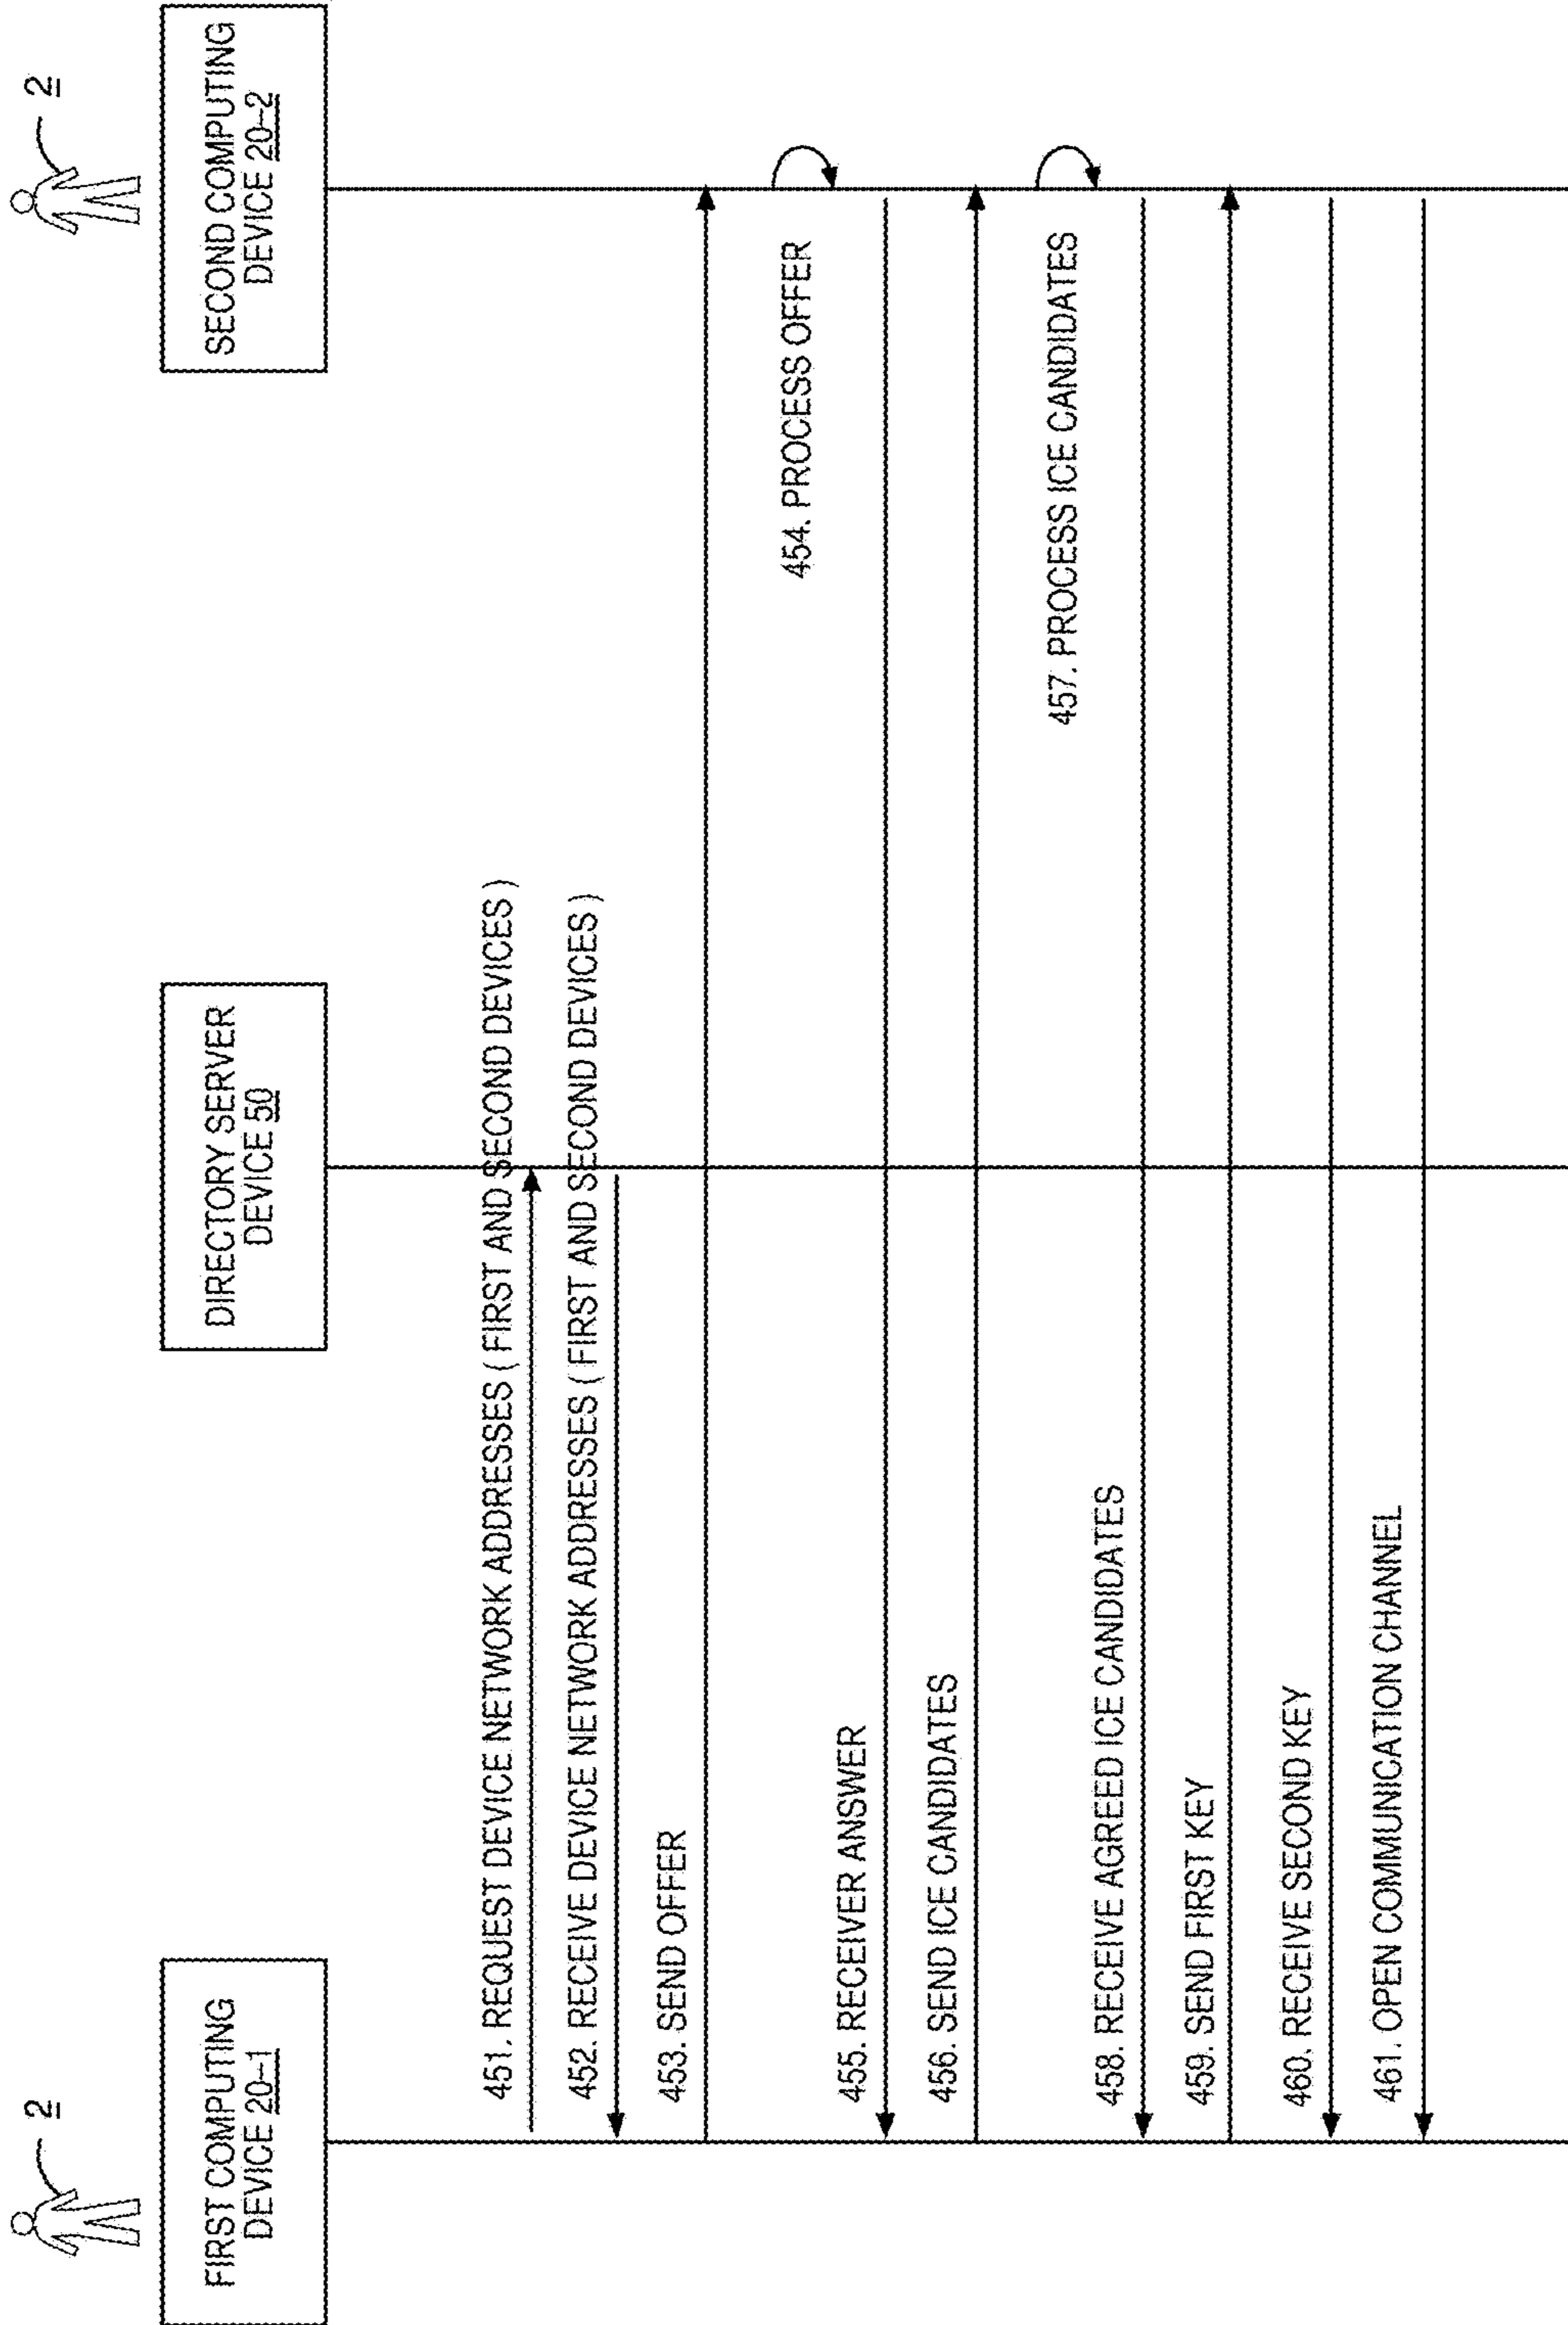 2
2
FIRST COMPUTING
DEVICE 20-1
DIRECTORY SERVER
DEVICE 50
SECOND COMPUTING
DEVICE 20-2
451. REQUEST DEVICE NETWORK ADDRESSES ( FIRST AND SECOND DEVICES )
452. RECEIVE DEVICE NETWORK ADDRESSES ( FIRST AND SECOND DEVICES )
453. SEND OFFER
454. PROCESS OFFER
455. RECEIVER ANSWER
456. SEND ICE CANDIDATES
457. PROCESS ICE CANDIDATES
458. RECEIVE AGREED ICE CANDIDATES
459. SEND FIRST KEY
460. RECEIVE SECOND KEY
461. OPEN COMMUNICATION CHANNEL